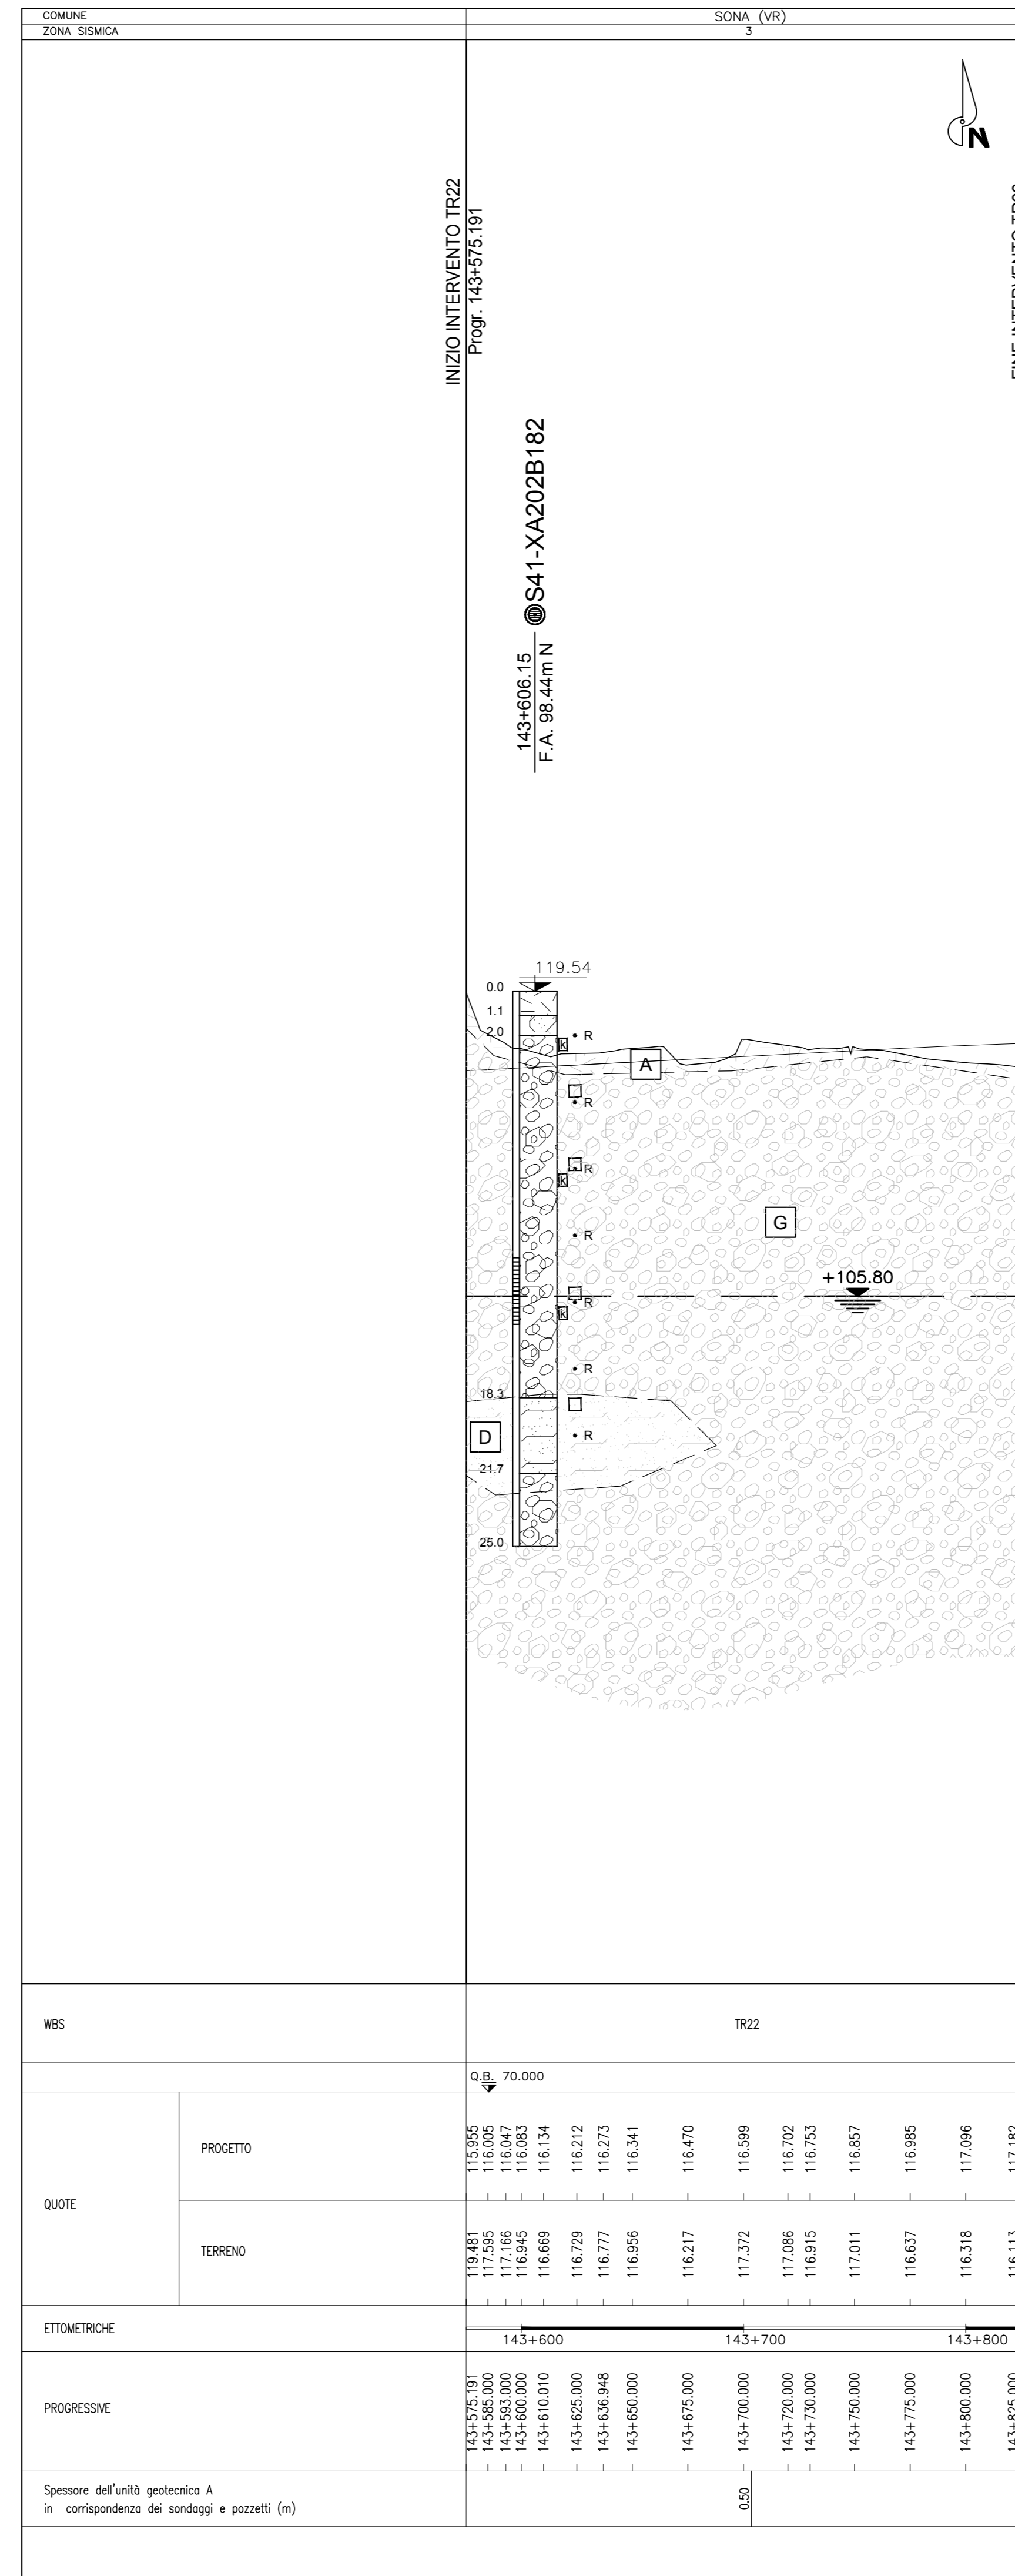 COMUNE
SONA (VR)
ZONA SISMICA
3
N
INIZIO INTERVENTO TR22
Progr. 143+575.191
S41-XA202B182
143+606.15
F.A. 98.44m N
119.54
0.0
1.1
2.0
R
k
A
R
R
k
G
R
+105.80
R
k
R
18.3
D
R
21.7
25.0
WBS
TR22
Q.B. 70.000
QUOTE
PROGETTO
115.955
116.005
116.047
116.083
116.134
116.212
116.273
116.341
116.470
116.599
116.702
116.753
116.857
116.985
117.096
117.182
TERRENO
119.481
117.595
117.166
116.945
116.669
116.729
116.777
116.956
116.217
117.372
117.086
116.915
117.011
116.637
116.318
116.113
ETTOMETRICHE
143+600
143+700
143+800
PROGRESSIVE
143+575.191
143+585.000
143+593.000
143+600.000
143+610.010
143+625.000
143+636.948
143+650.000
143+675.000
143+700.000
143+720.000
143+730.000
143+750.000
143+775.000
143+800.000
143+825.000
Spessore dell'unità geotecnica A
in corrispondenza dei sondaggi e pozzetti (m)
0.50